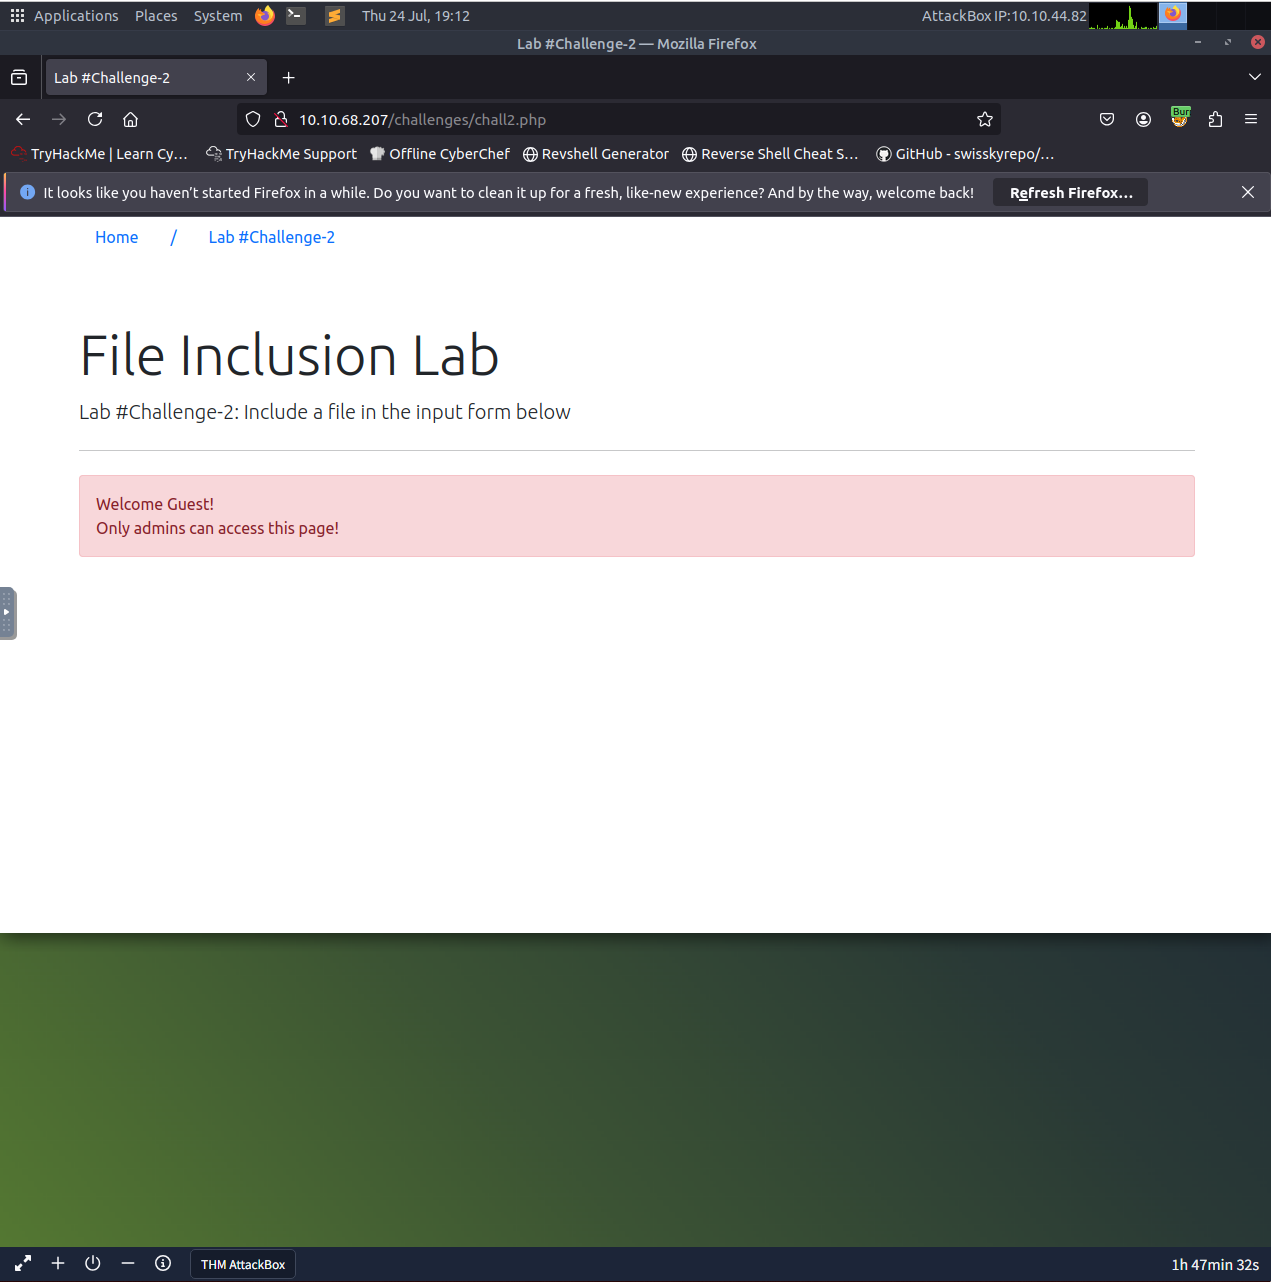 Applications Places System Thu 24 Jul, 19:12 AttackBox IP:10.10.44.82
Lab #Challenge-2 — Mozilla Firefox
Lab #Challenge-2
10.10.68.207/challenges/chall2.php
Bur
TryHackMe | Learn Cy… TryHackMe Support Offline CyberChef Revshell Generator Reverse Shell Cheat S… GitHub - swisskyrepo/…
It looks like you haven't started Firefox in a while. Do you want to clean it up for a fresh, like-new experience? And by the way, welcome back! Refresh Firefox…
Home / Lab #Challenge-2
File Inclusion Lab
Lab #Challenge-2: Include a file in the input form below
Welcome Guest!
Only admins can access this page!
THM AttackBox 1h 47min 32s